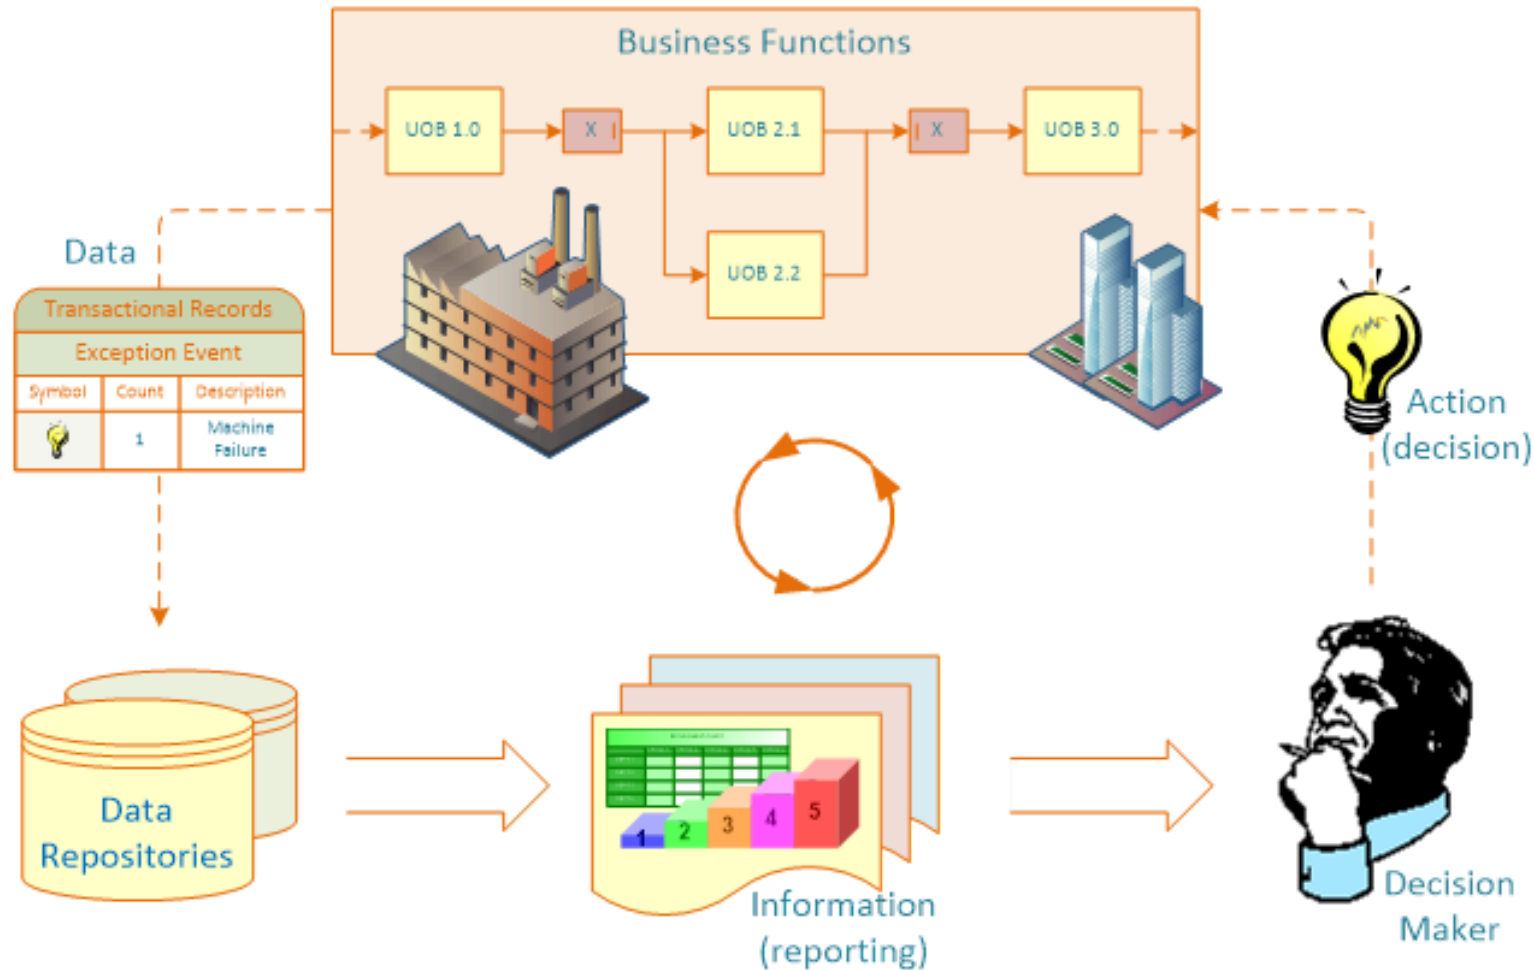 Business Functions
UOB 1.0
X
UOB 2.1
X
UOB 3.0
UOB 2.2
Data
Transactional Records
Exception Event
Symbol Count Description
1 Machine
Failure
Action
(decision)
Data
Repositories
1 2 3 4 5
Information
(reporting)
Decision
Maker